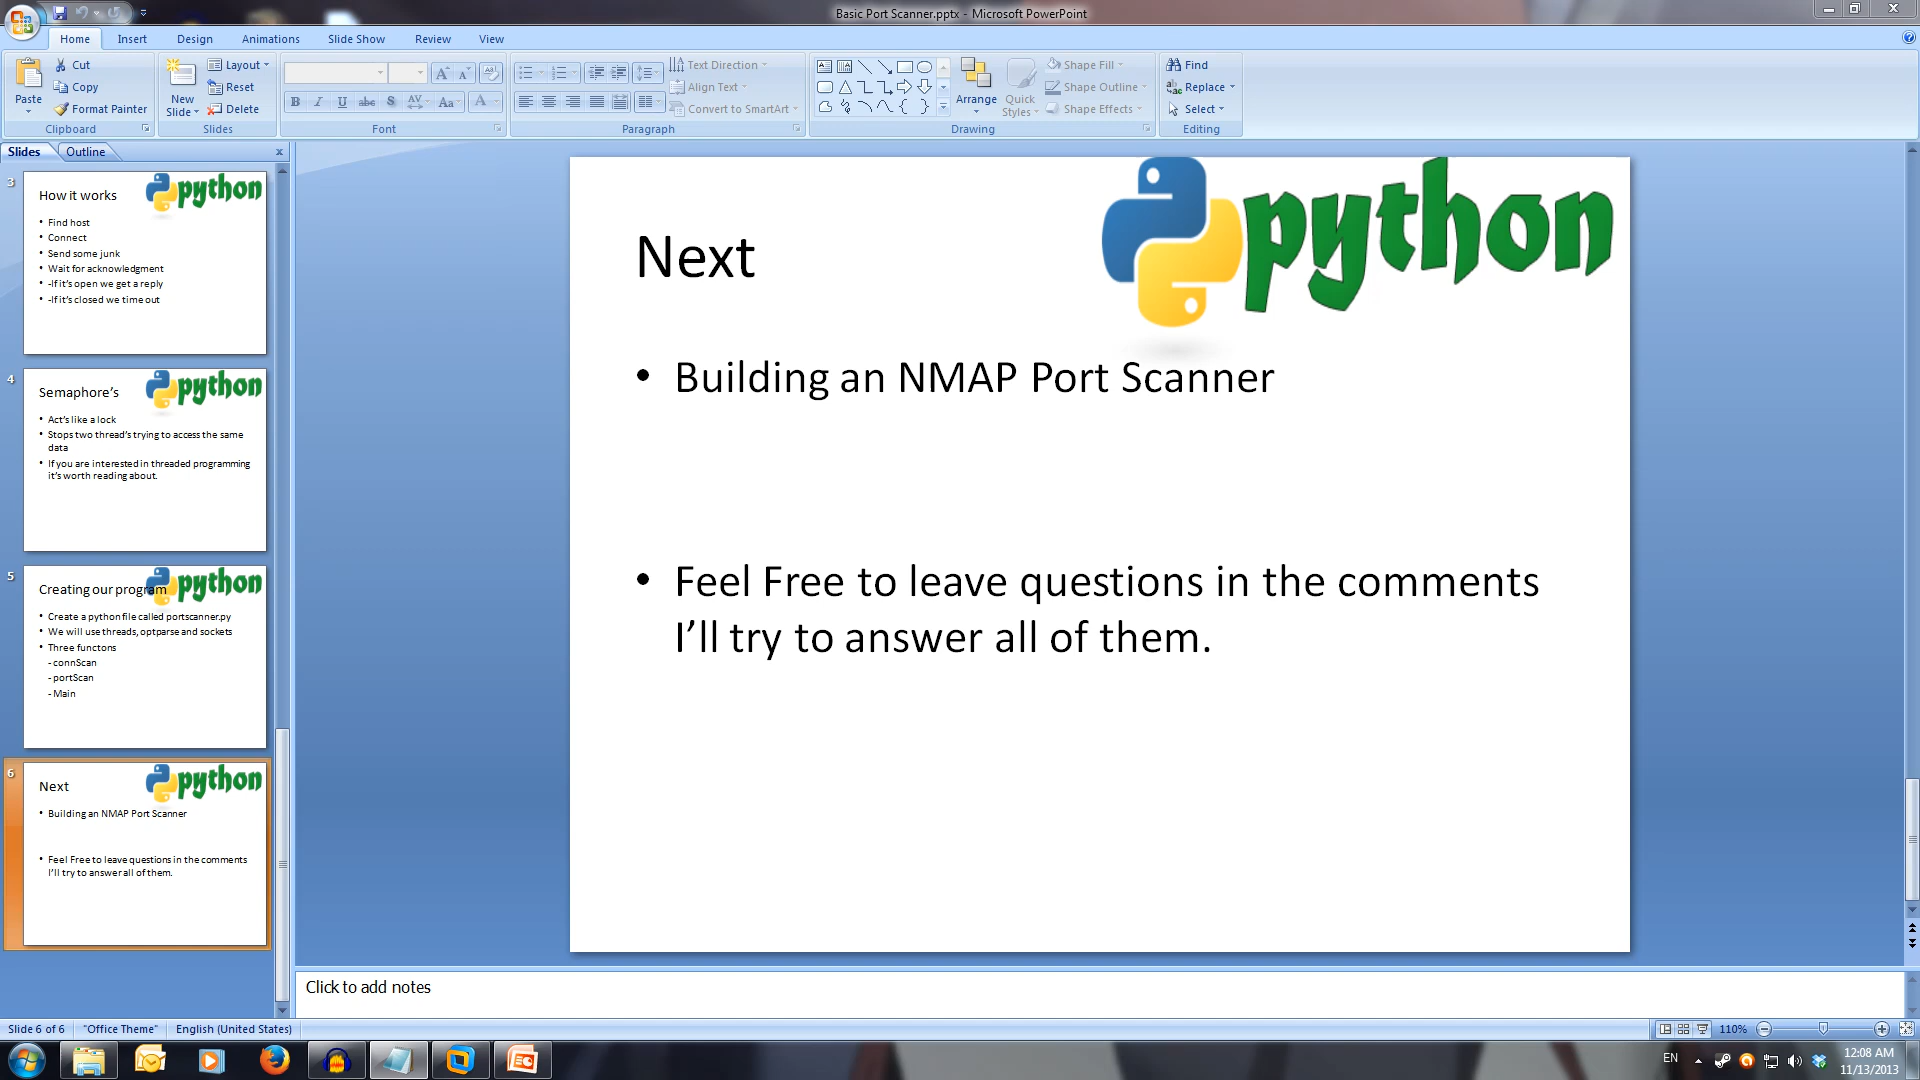 Basic Port Scanner.pptx - Microsoft PowerPoint
Home Insert Design Animations Slide Show Review View
Paste
Cut
Copy
Format Painter
Clipboard
New Slide
Layout
Reset
Delete
Slides
Font
Text Direction
Align Text
Convert to SmartArt
Paragraph
Arrange
Quick Styles
Shape Fill
Shape Outline
Shape Effects
Drawing
Find
Replace
Select
Editing
Slides Outline
3
How it works
python
• Find host
• Connect
• Send some junk
• Wait for acknowledgment
• -If it's open we get a reply
• -If it's closed we time out
4
Semaphore's
python
• Act's like a lock
• Stops two thread's trying to access the same
data
• If you are interested in threaded programming
it's worth reading about.
5
Creating our program
python
• Create a python file called portscanner.py
• We will use threads, optparse and sockets
• Three functons
- connScan
- portScan
- Main
6
Next
python
• Building an NMAP Port Scanner
• Feel Free to leave questions in the comments
I'll try to answer all of them.
Next
python
• Building an NMAP Port Scanner
• Feel Free to leave questions in the comments
I'll try to answer all of them.
Click to add notes
Slide 6 of 6 "Office Theme" English (United States)
110%
EN
12:08 AM
11/13/2013